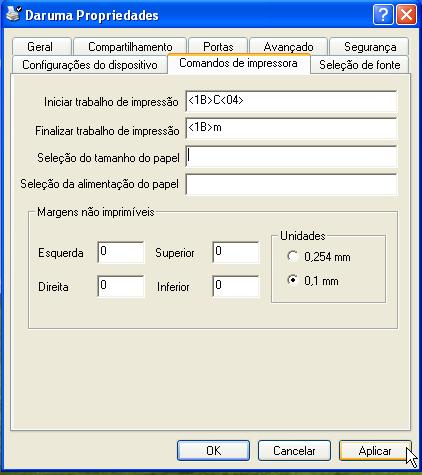 Daruma Propriedades
Geral Compartilhamento Portas Avançado Segurança
Configurações do dispositivo Comandos de impressora Seleção de fonte
Iniciar trabalho de impressão <1B>C<04>
Finalizar trabalho de impressão <1B>m
Seleção do tamanho do papel
Seleção da alimentação do papel
Margens não imprimíveis
Unidades
Esquerda 0 Superior 0 0,254 mm
Direita 0 Inferior 0 0,1 mm
OK Cancelar Aplicar